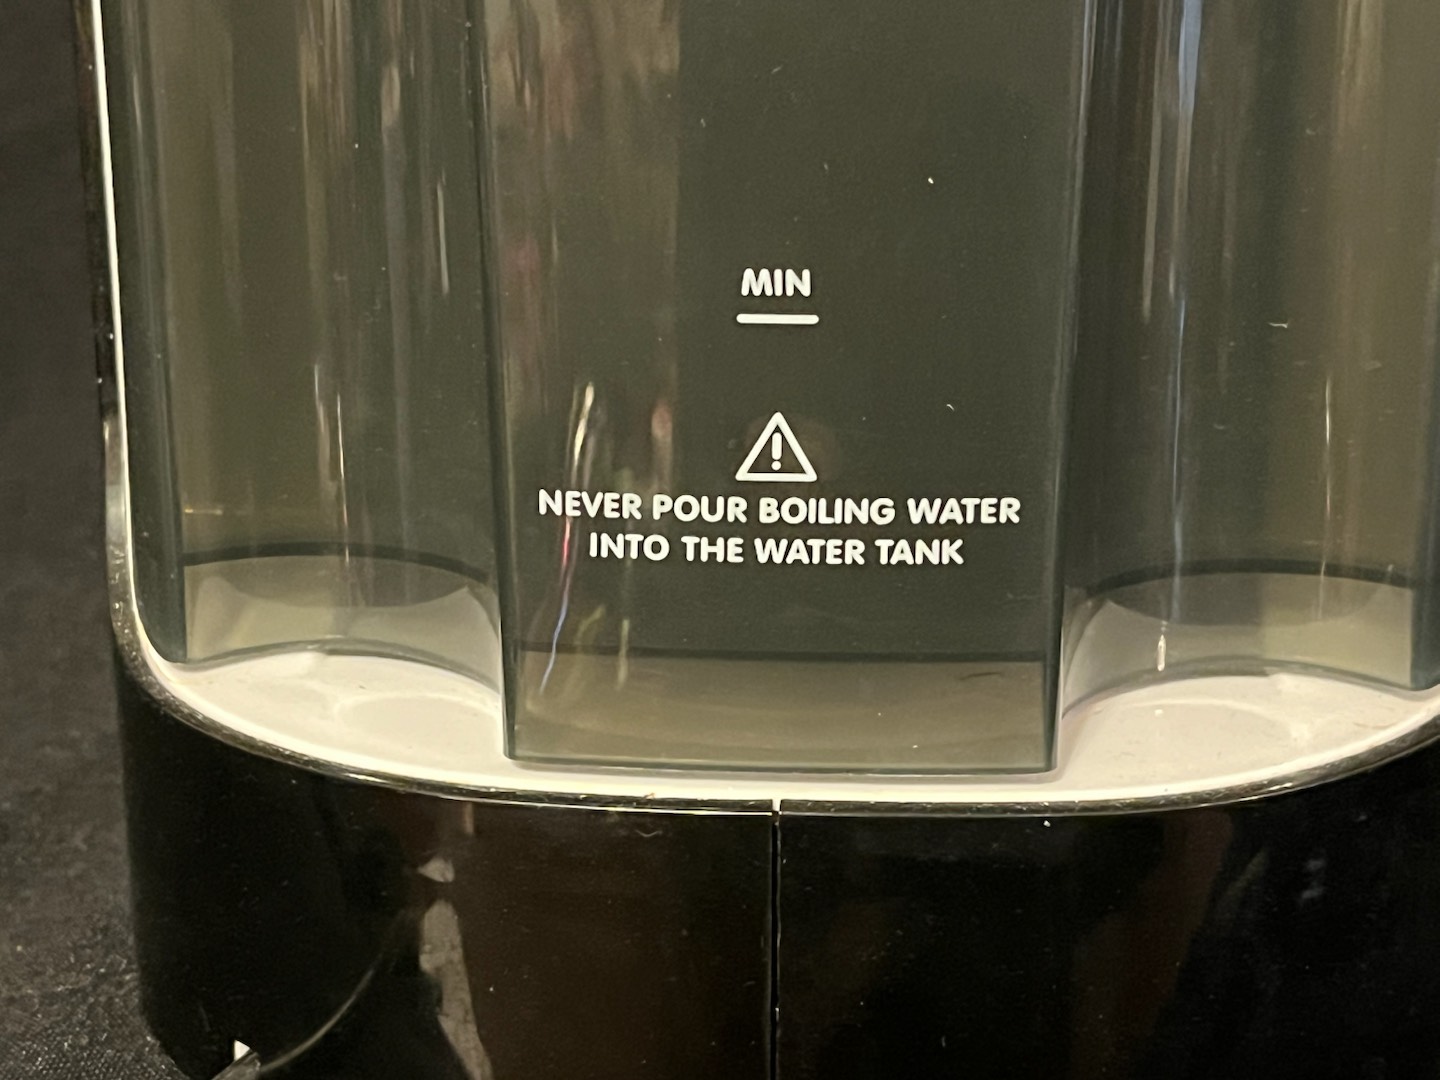 MIN
NEVER POUR BOILING WATER
INTO THE WATER TANK